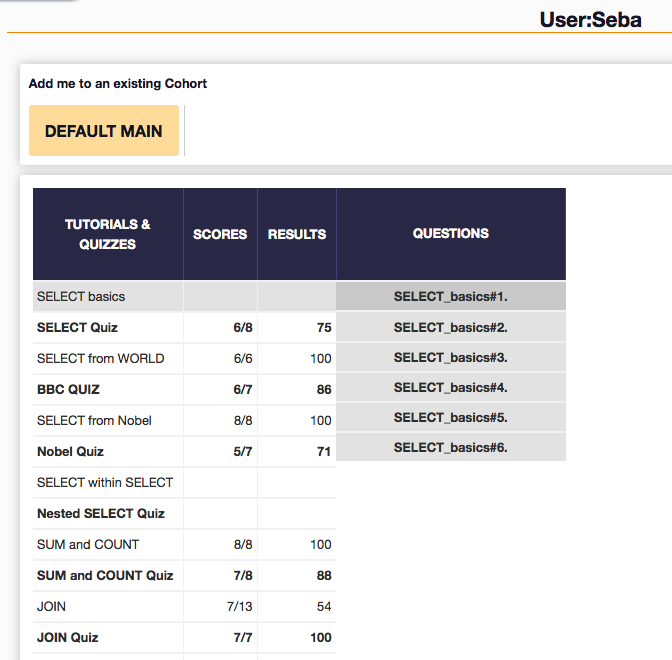 User:Seba
Add me to an existing Cohort
DEFAULT MAIN
TUTORIALS &
QUIZZES
SCORES
RESULTS
QUESTIONS
SELECT basics
SELECT_basics#1.
SELECT Quiz 6/8 75
SELECT_basics#2.
SELECT from WORLD 6/6 100
SELECT_basics#3.
BBC QUIZ 6/7 86
SELECT_basics#4.
SELECT from Nobel 8/8 100
SELECT_basics#5.
Nobel Quiz 5/7 71
SELECT_basics#6.
SELECT within SELECT
Nested SELECT Quiz
SUM and COUNT 8/8 100
SUM and COUNT Quiz 7/8 88
JOIN 7/13 54
JOIN Quiz 7/7 100